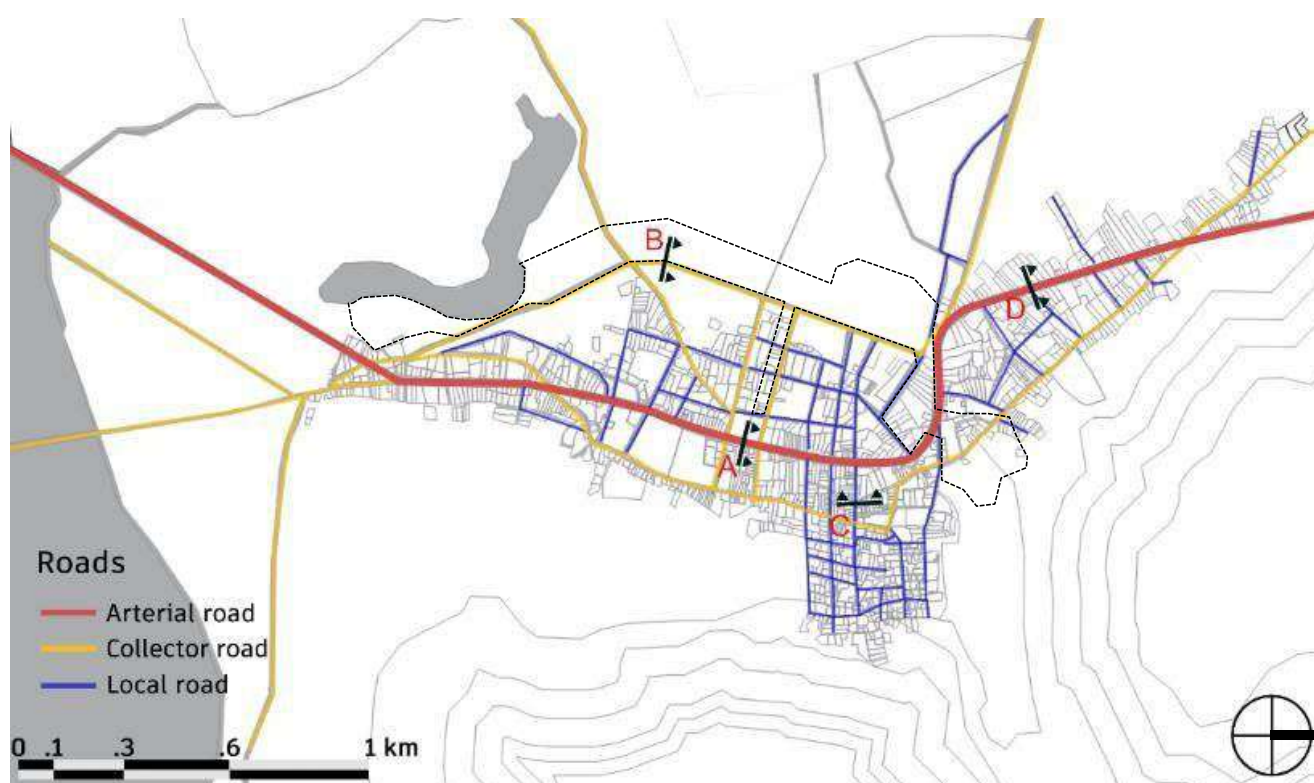 B
D
A
C
Roads
Arterial road
Collector road
Local road
0 .1 .3 .6 1 km